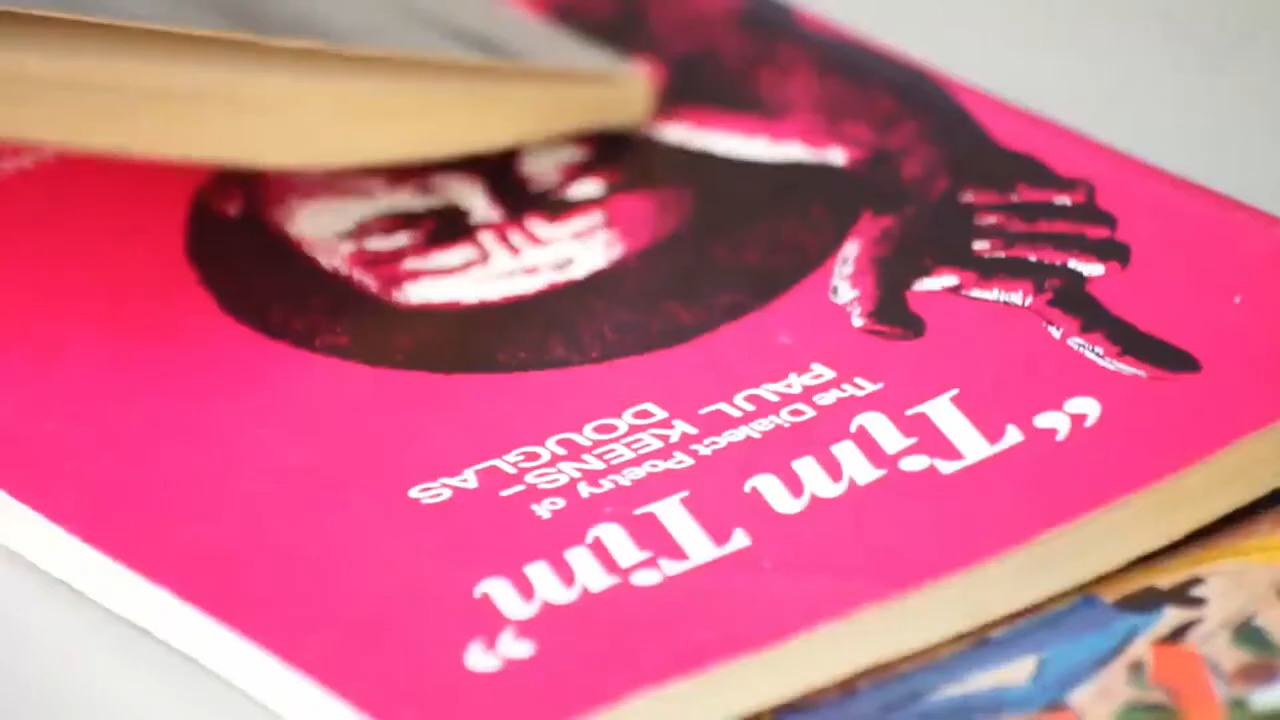 “Tim Tim”
The Dialect Poetry of
PAUL KEENS-
DOUGLAS